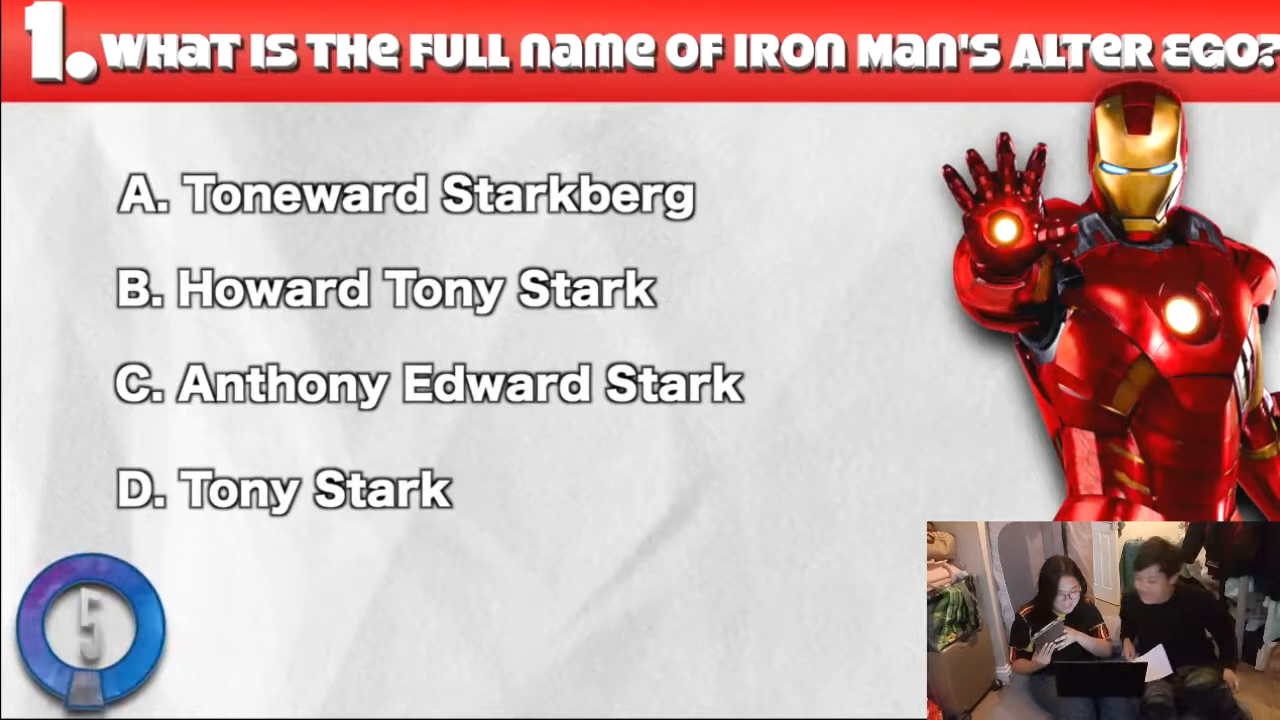 1. WHAT IS THE FULL name OF IRON Man'S ALTER EGO?
A. Toneward Starkberg
B. Howard Tony Stark
C. Anthony Edward Stark
D. Tony Stark
5